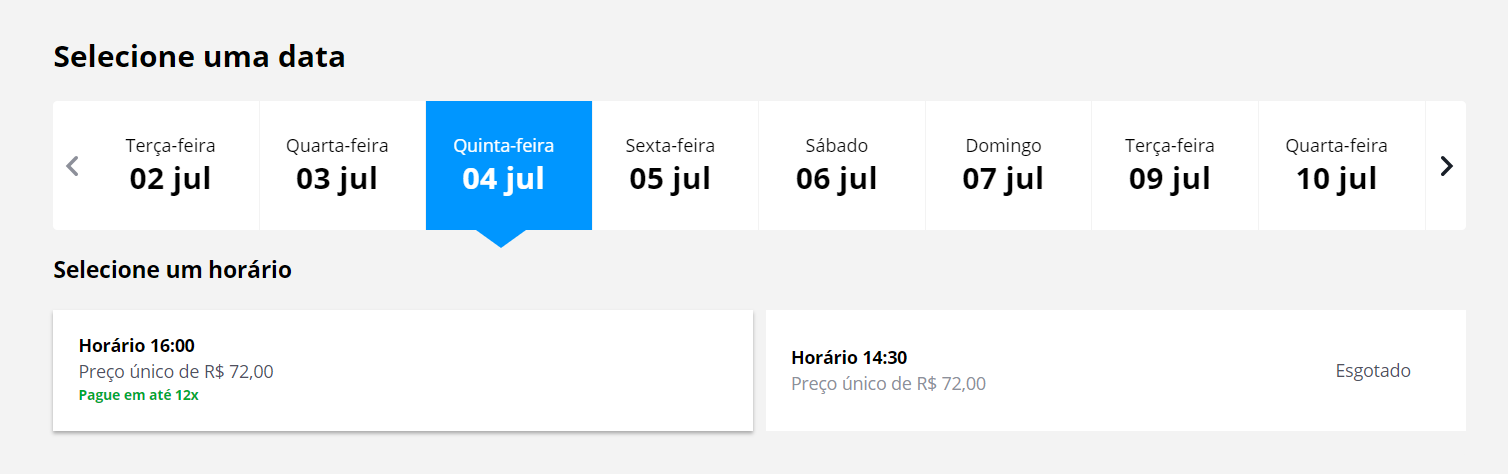 Selecione uma data
Terça-feira
02 jul
Quarta-feira
03 jul
Quinta-feira
04 jul
Sexta-feira
05 jul
Sábado
06 jul
Domingo
07 jul
Terça-feira
09 jul
Quarta-feira
10 jul
Selecione um horário
Horário 16:00
Preço único de R$ 72,00
Pague em até 12x
Horário 14:30
Preço único de R$ 72,00
Esgotado